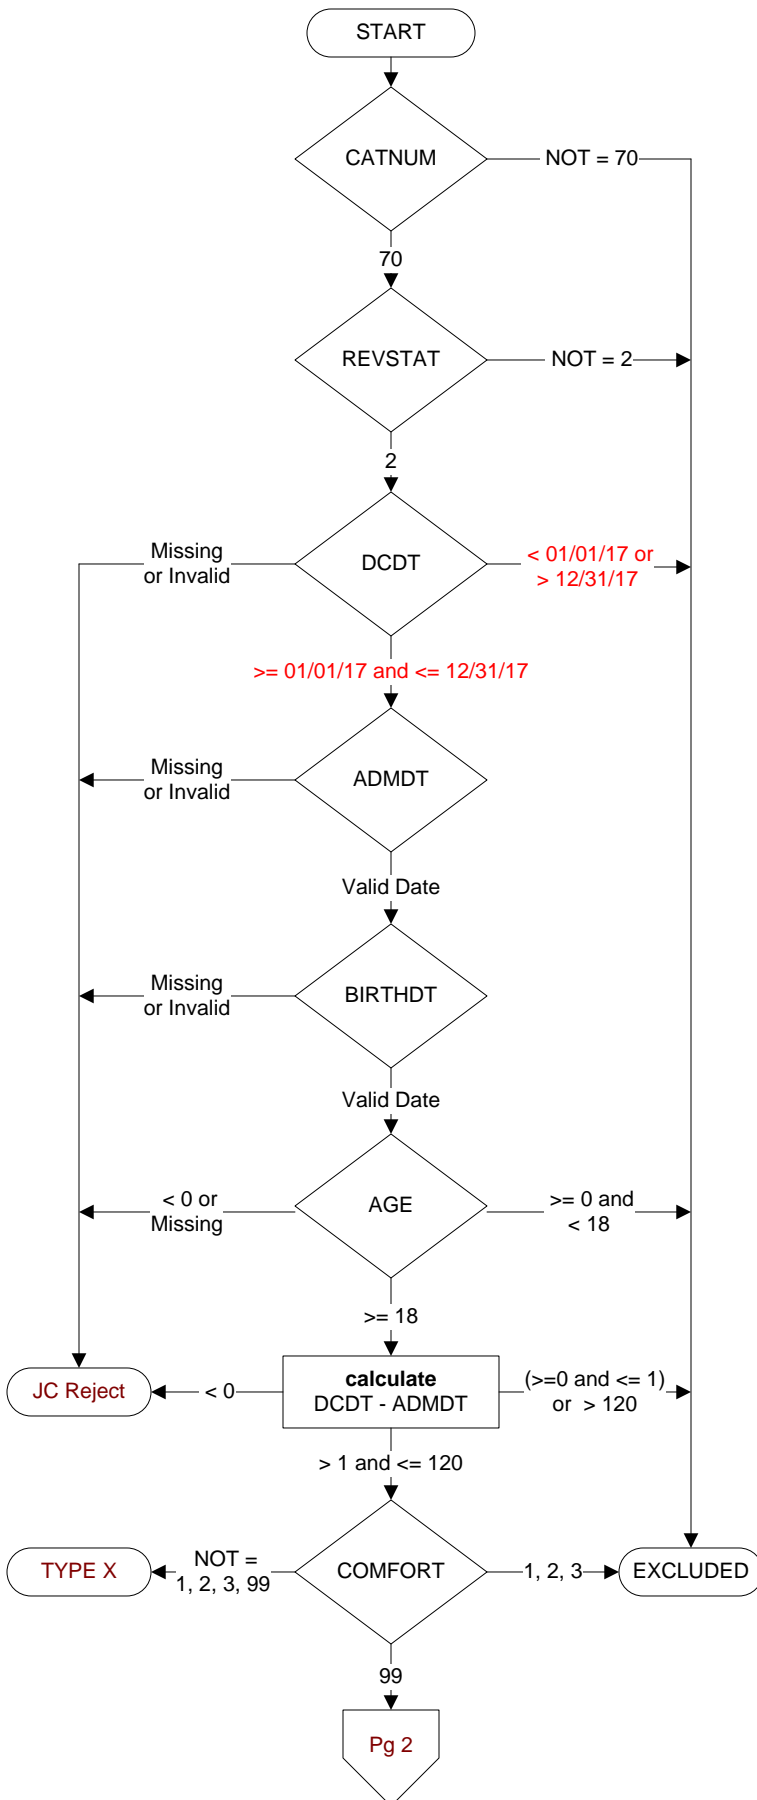 START
CATNUM
NOT = 70
70
REVSTAT
NOT = 2
2
Missing
or Invalid
DCDT
< 01/01/17 or
> 12/31/17
>= 01/01/17 and <= 12/31/17
Missing
or Invalid
ADMDT
Valid Date
Missing
or Invalid
BIRTHDT
Valid Date
< 0 or
Missing
AGE
>= 0 and
< 18
>= 18
JC Reject
< 0
calculate
DCDT - ADMDT
(>=0 and <= 1)
or > 120
> 1 and <= 120
TYPE X
NOT =
1, 2, 3, 99
COMFORT
1, 2, 3
EXCLUDED
99
Pg 2